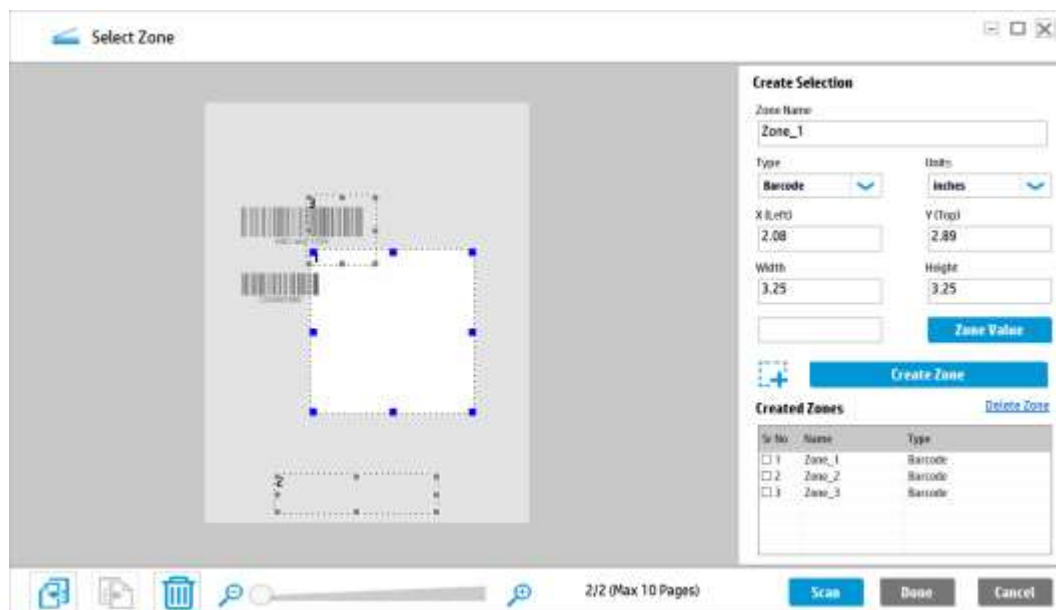 Select Zone
Create Selection
Zone Name
Zone_1
Type
Units
Barcode
inches
X (Left)
Y (Top)
2.08
2.89
Width
Height
3.25
3.25
Zone Value
Create Zone
Created Zones
Delete Zone
Sr No Name Type
1 Zone_1 Barcode
2 Zone_2 Barcode
3 Zone_3 Barcode
3
1
2
2/2 (Max 10 Pages)
Scan
Done
Cancel